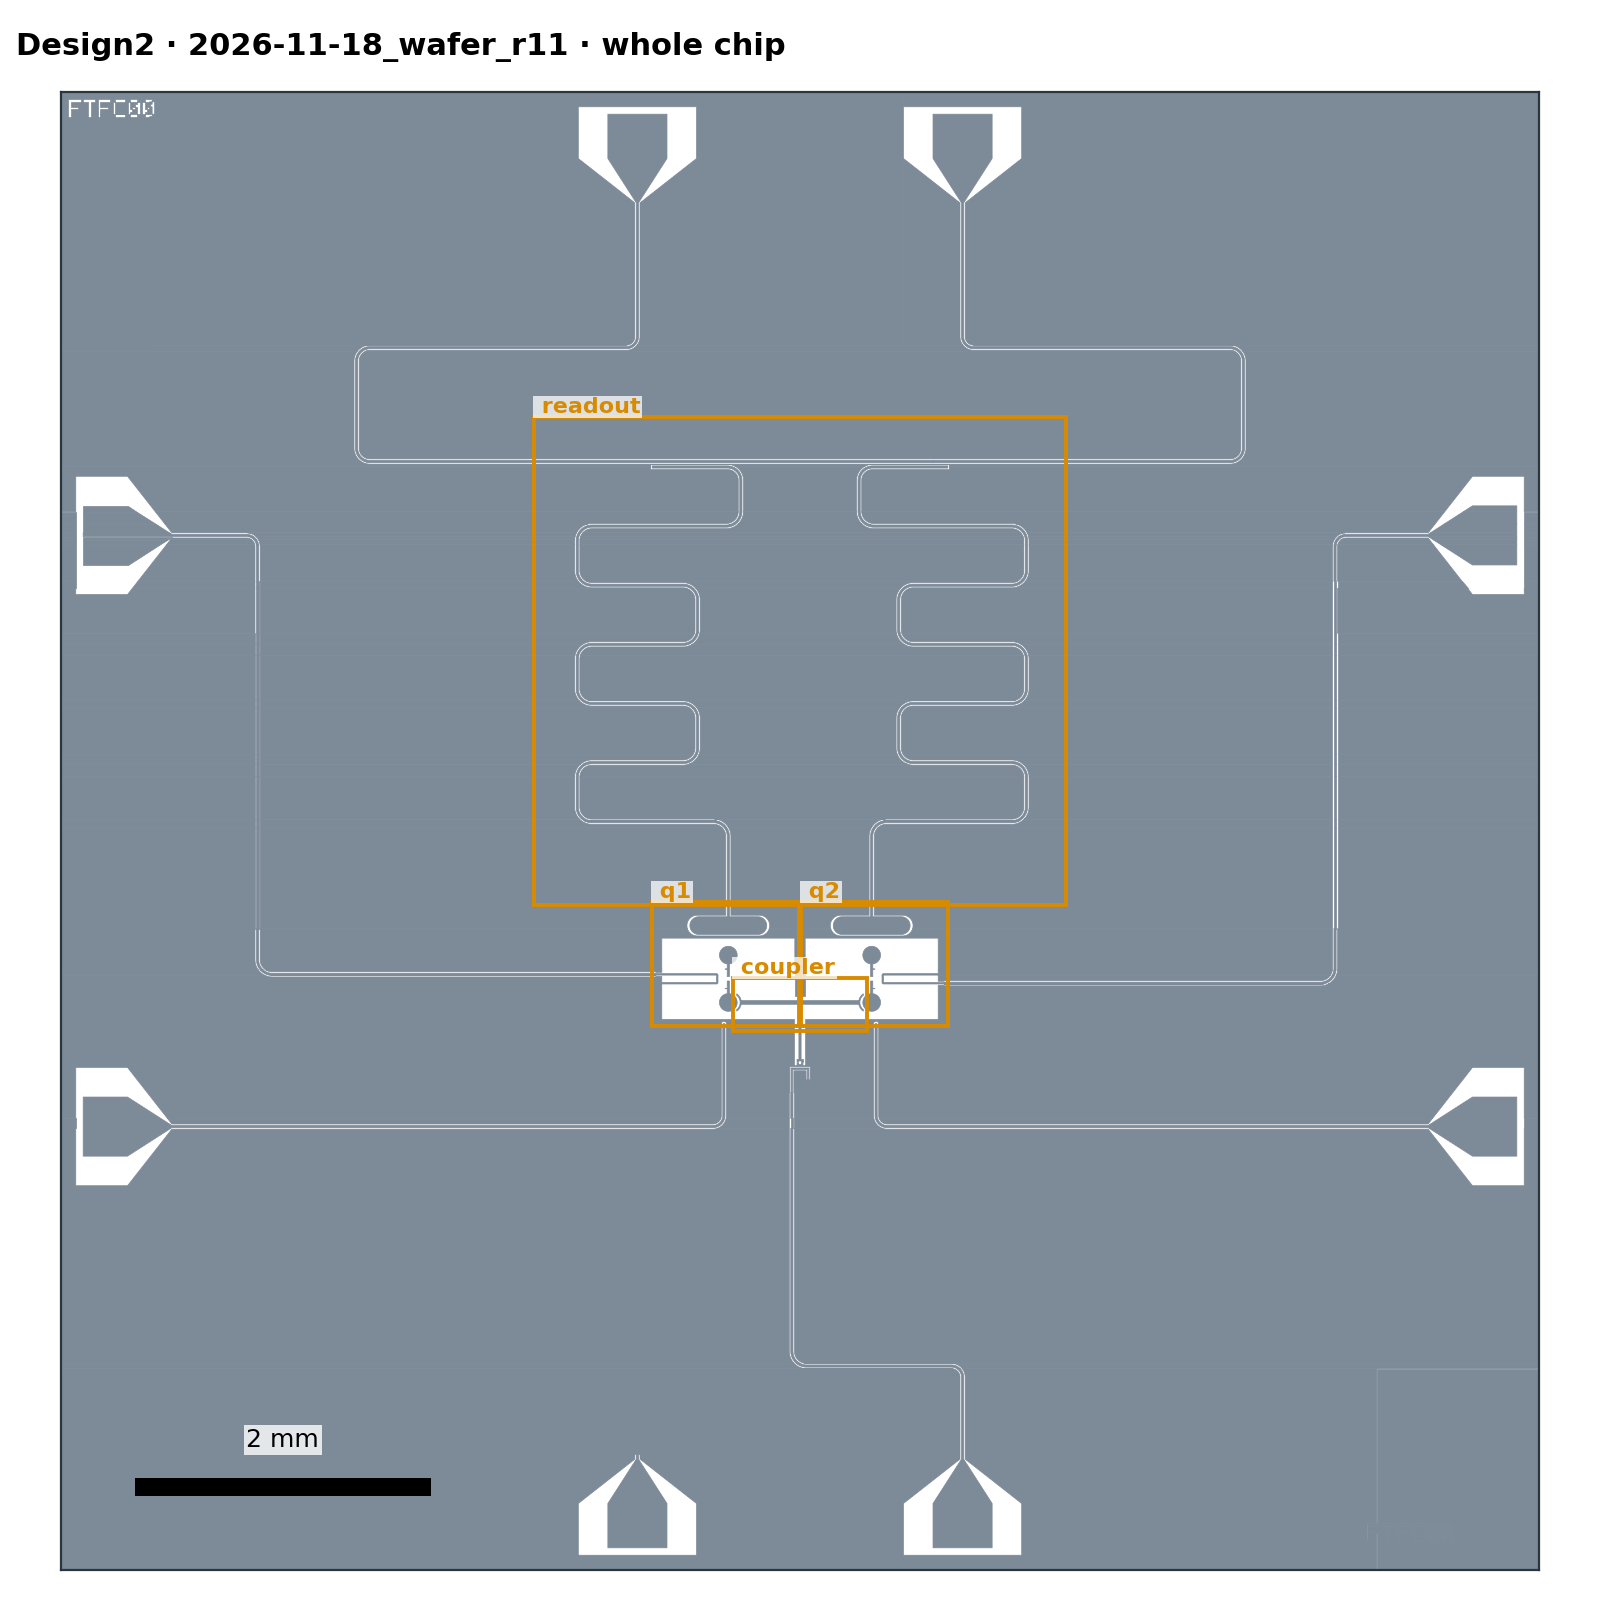 Design2 · 2026-11-18_wafer_r11 · whole chip
FTFC00
readout
q1
q2
coupler
2 mm